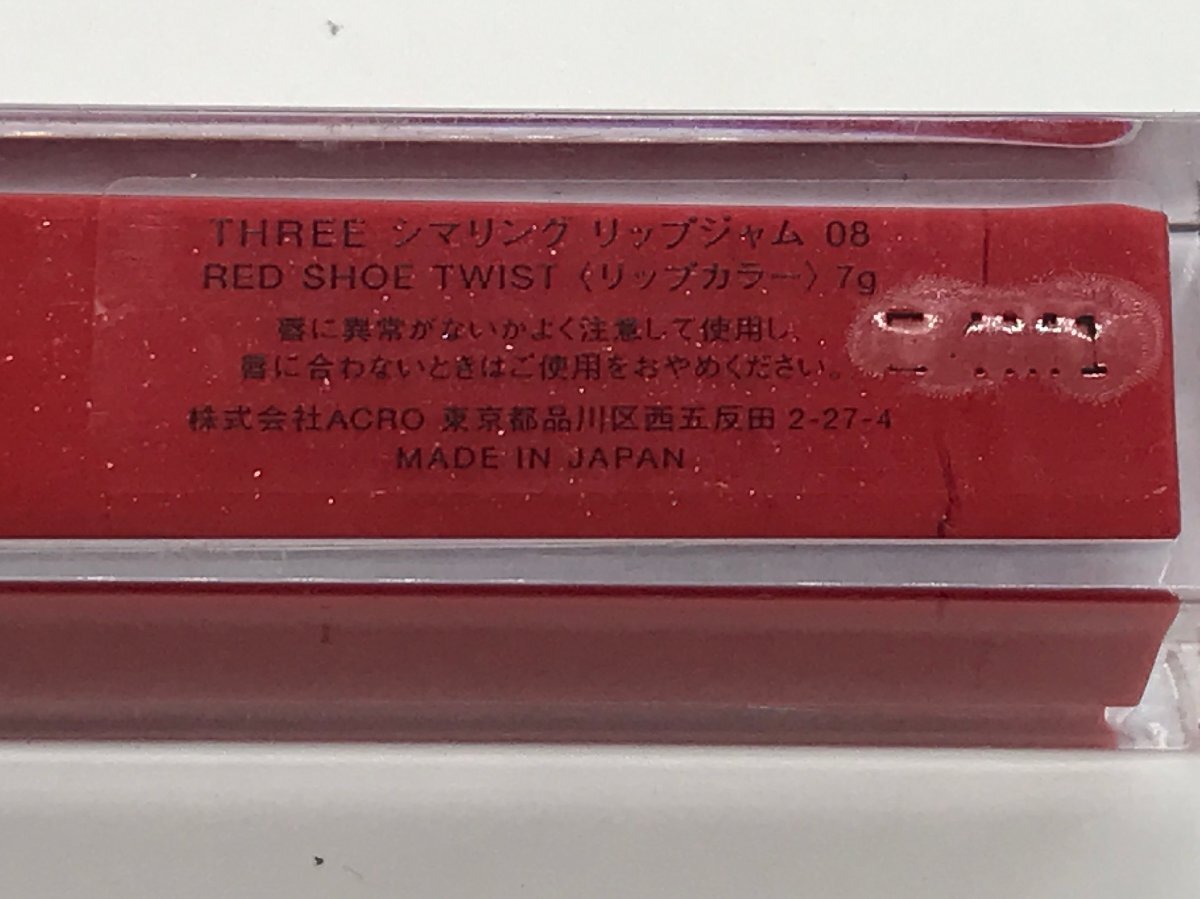 THREE シマリング リップジャム 08
RED SHOE TWIST〈リップカラー〉7g
唇に異常がないかよく注意して使用し、
唇に合わないときはご使用をおやめください。
株式会社ACRO 東京都品川区西五反田 2-27-4
MADE IN JAPAN